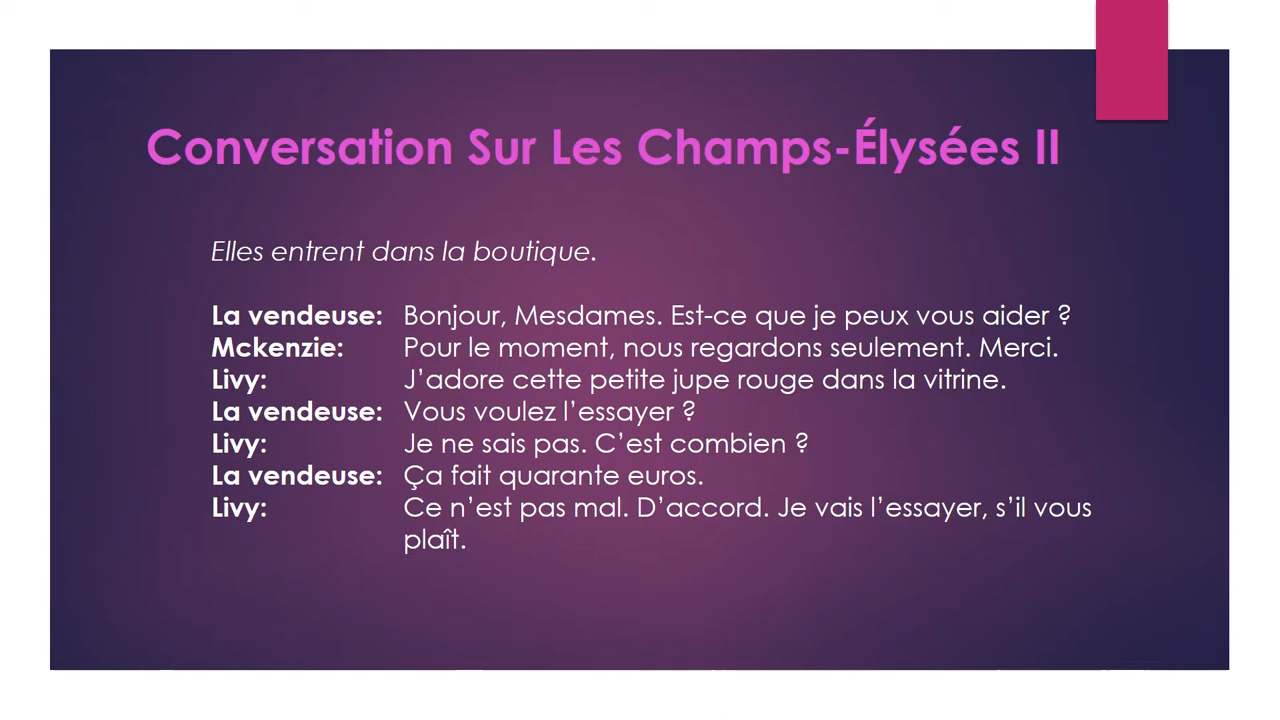 Conversation Sur Les Champs-Élysées II
Elles entrent dans la boutique.
La vendeuse: Bonjour, Mesdames. Est-ce que je peux vous aider ?
Mckenzie: Pour le moment, nous regardons seulement. Merci.
Livy: J’adore cette petite jupe rouge dans la vitrine.
La vendeuse: Vous voulez l’essayer ?
Livy: Je ne sais pas. C’est combien ?
La vendeuse: Ça fait quarante euros.
Livy: Ce n’est pas mal. D’accord. Je vais l’essayer, s’il vous
plaît.